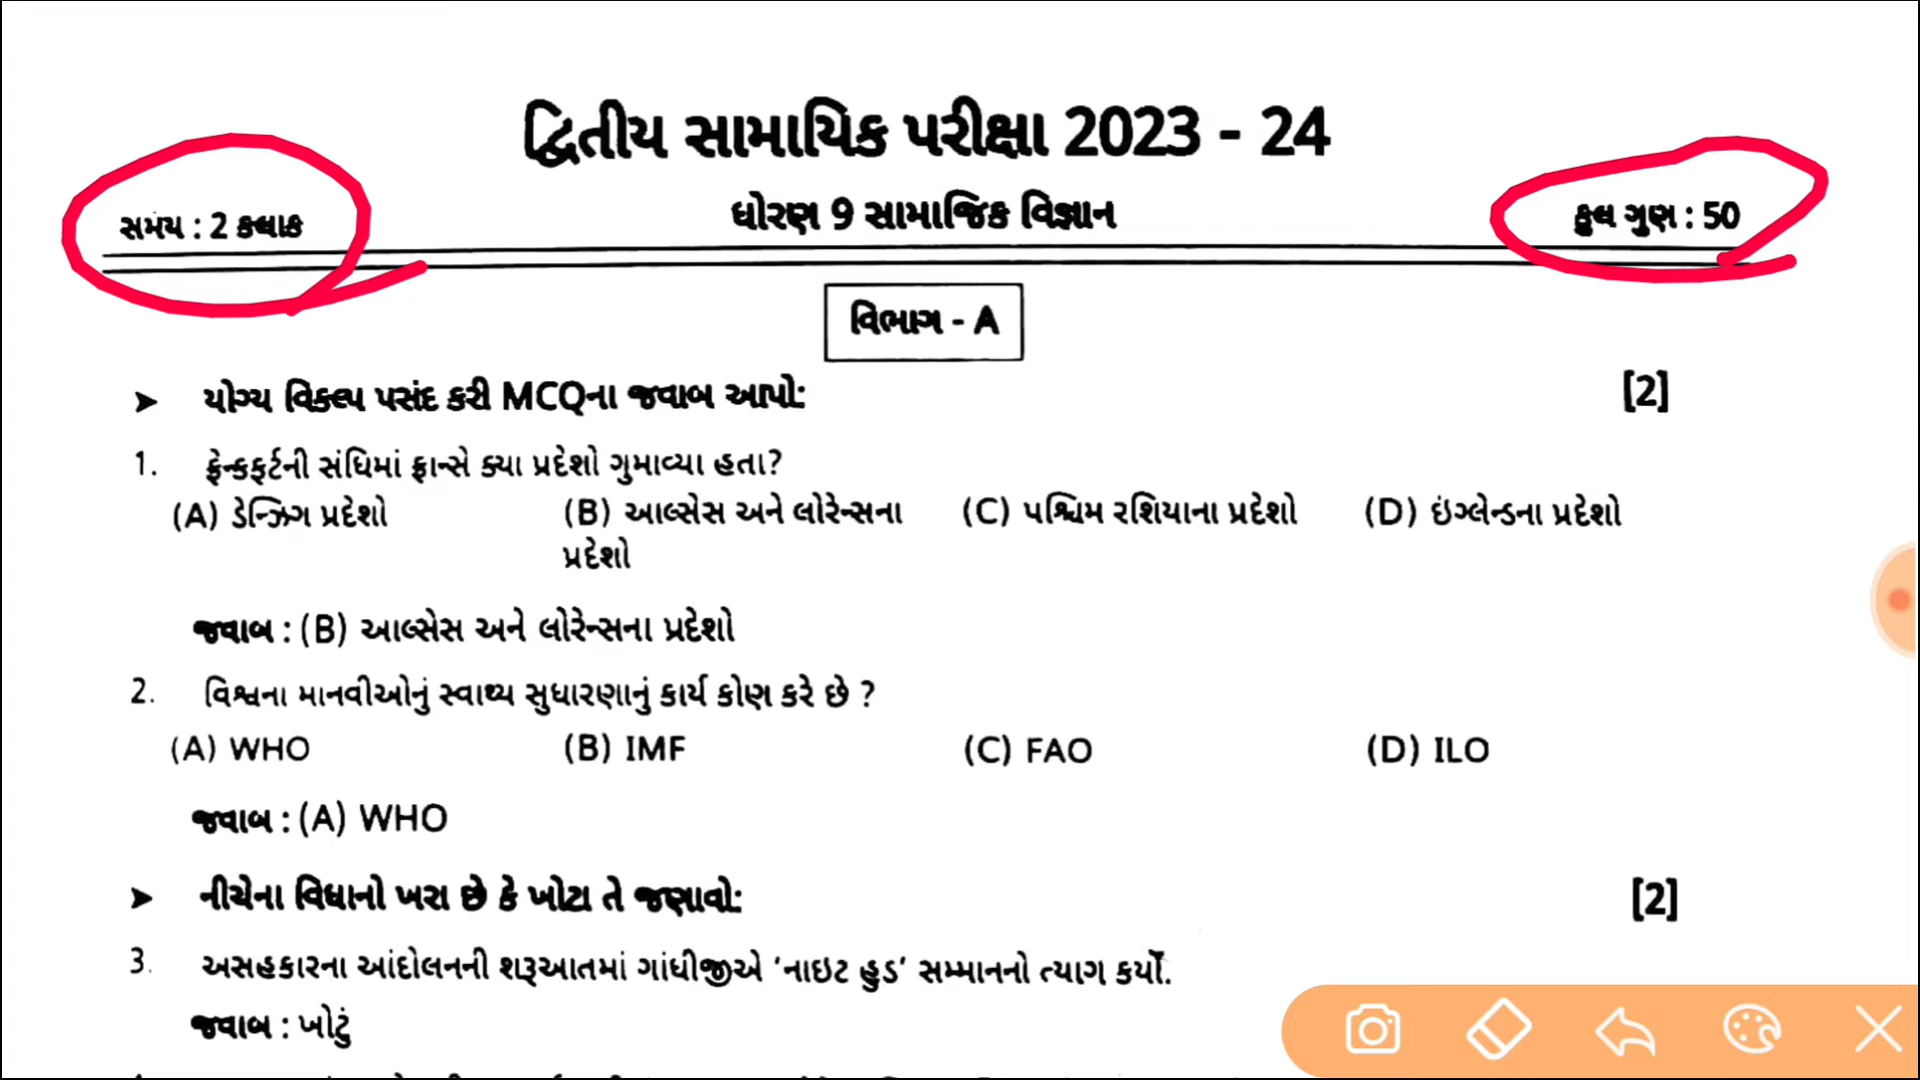 દ્વિતીય સામાયિક પરીક્ષા 2023 - 24
સમય : 2 કલાક
ધોરણ 9 સામાજિક વિજ્ઞાન
કુલ ગુણ : 50
વિભાગ - A
➤ યોગ્ય વિકલ્પ પસંદ કરી MCQના જવાબ આપો: [2]
1. ફ્રેન્કફર્ટની સંધિમાં ફ્રાન્સે ક્યા પ્રદેશો ગુમાવ્યા હતા?
(A) ડેન્ઝિગ પ્રદેશો (B) આલ્સેસ અને લોરેન્સના (C) પશ્ચિમ રશિયાના પ્રદેશો (D) ઇંગ્લેન્ડના પ્રદેશો
પ્રદેશો
જવાબ : (B) આલ્સેસ અને લોરેન્સના પ્રદેશો
2. વિશ્વના માનવીઓનું સ્વાથ્ય સુધારણાનું કાર્ય કોણ કરે છે ?
(A) WHO (B) IMF (C) FAO (D) ILO
જવાબ : (A) WHO
➤ નીચેના વિધાનો ખરા છે કે ખોટા તે જણાવો: [2]
3. અસહકારના આંદોલનની શરૂઆતમાં ગાંધીજીએ ‘નાઇટ હુડ’ સમ્માનનો ત્યાગ કર્યો.
જવાબ : ખોટું